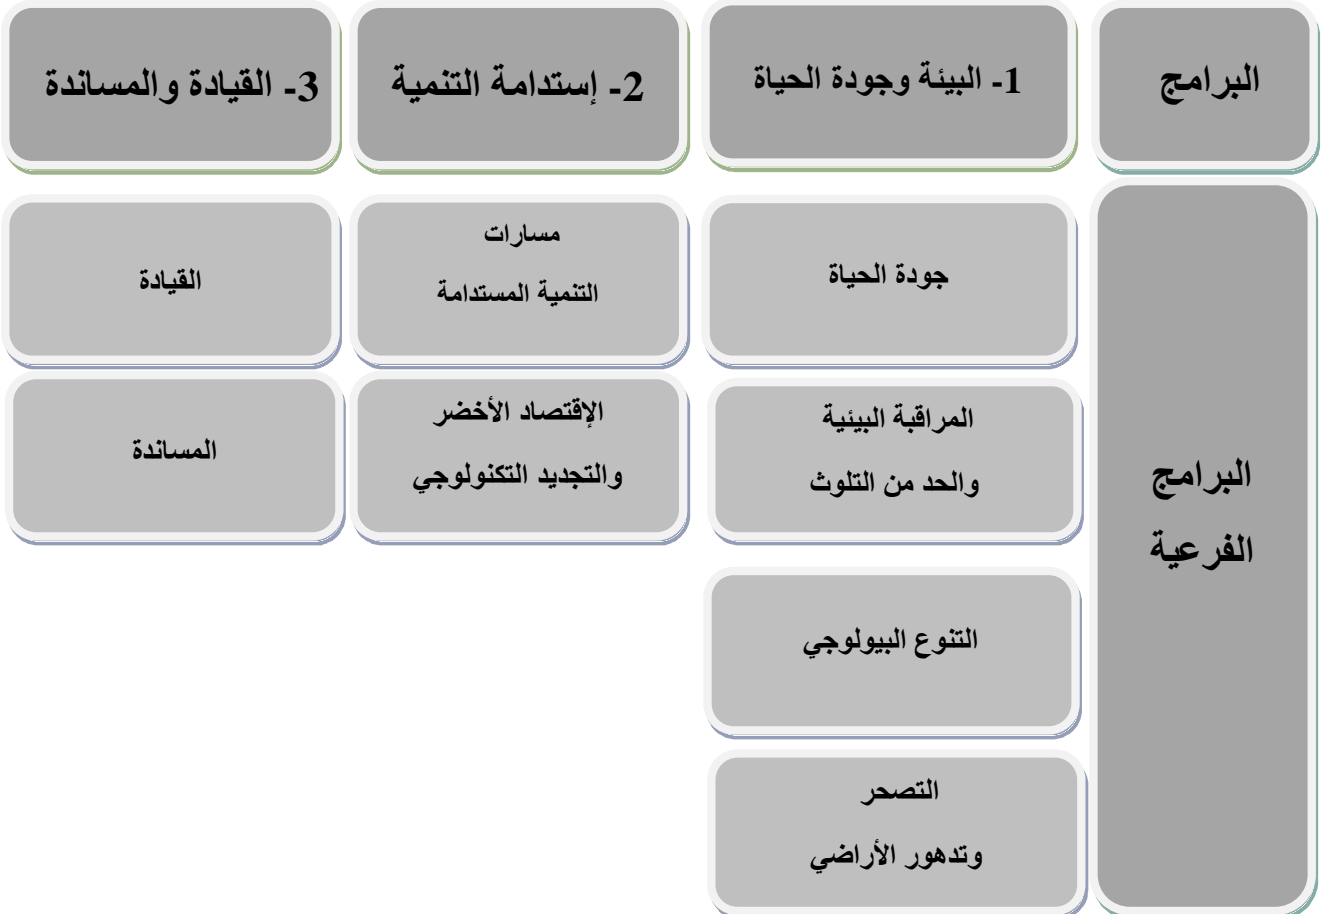 البرامج
1- البيئة وجودة الحياة
2- إستدامة التنمية
3- القيادة والمساندة
البرامج
الفرعية
جودة الحياة
مسارات
التنمية المستدامة
القيادة
المراقبة البيئية
والحد من التلوث
الإقتصاد الأخضر
والتجديد التكنولوجي
المساندة
التنوع البيولوجي
التصحر
وتدهور الأراضي